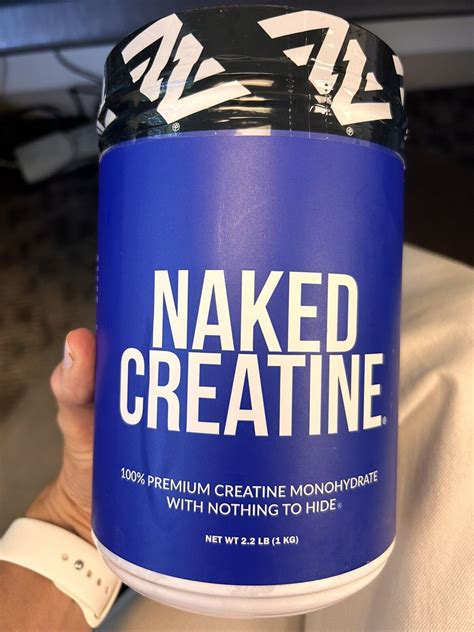 NAKED
CREATINE®
100% PREMIUM CREATINE MONOHYDRATE
WITH NOTHING TO HIDE®
NET WT 2.2 LB (1 KG)